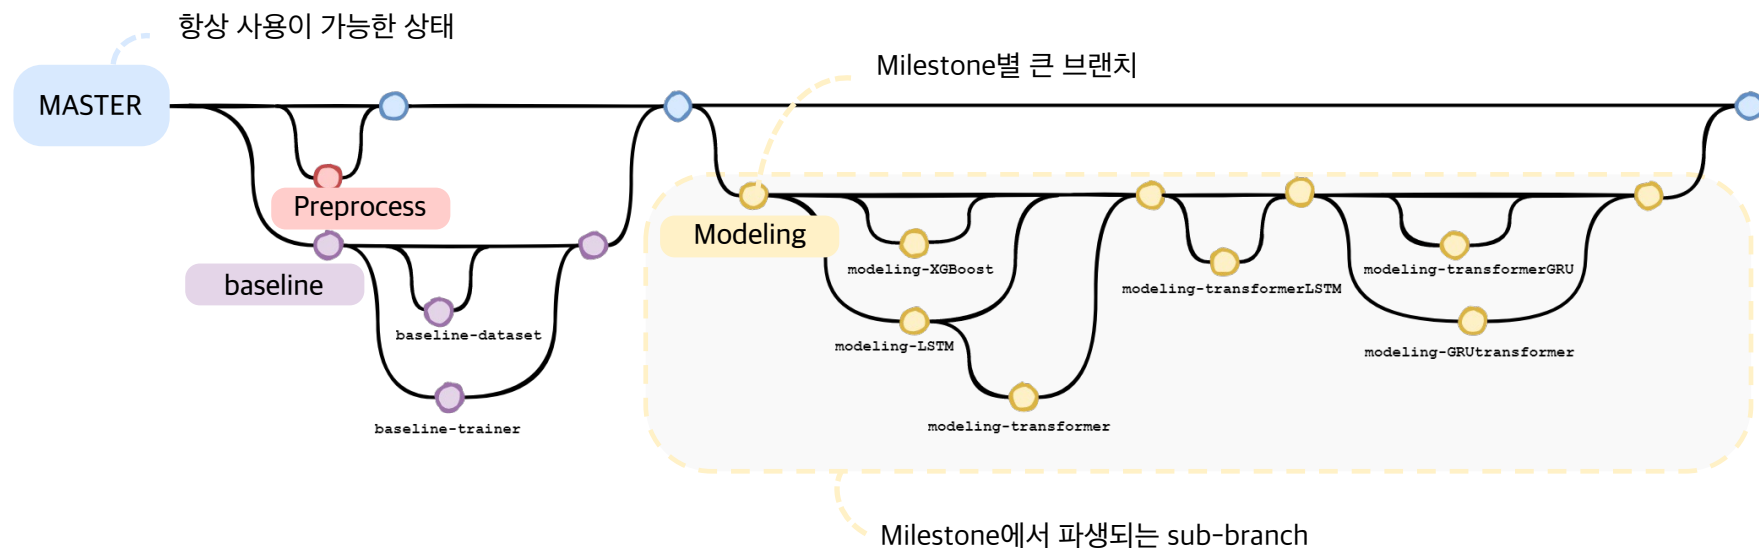 항상 사용이 가능한 상태
MASTER
Milestone별 큰 브랜치
Preprocess
baseline
Modeling
baseline-dataset
baseline-trainer
modeling-XGBoost
modeling-LSTM
modeling-transformer
modeling-transformerLSTM
modeling-transformerGRU
modeling-GRUtransformer
Milestone에서 파생되는 sub-branch